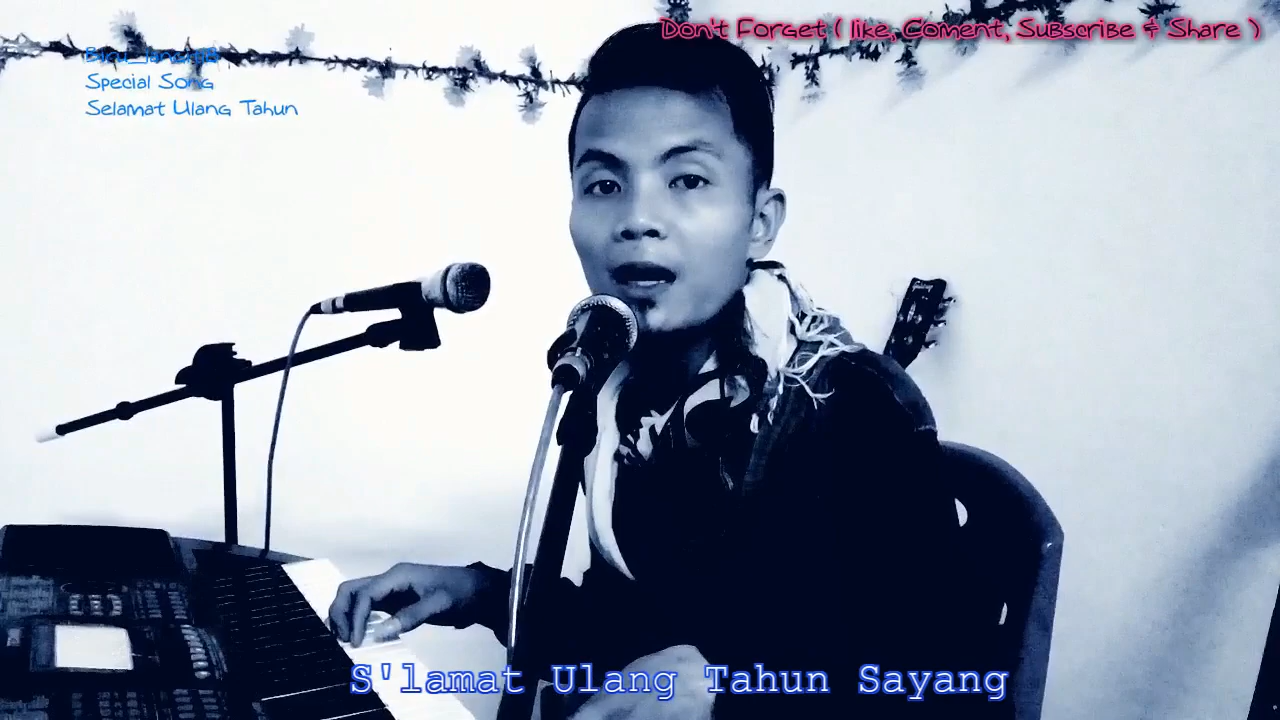 Don't Forget ( like, Coment, Subscribe & Share )
Special Song
Selamat Ulang Tahun
S'lamat Ulang Tahun Sayang